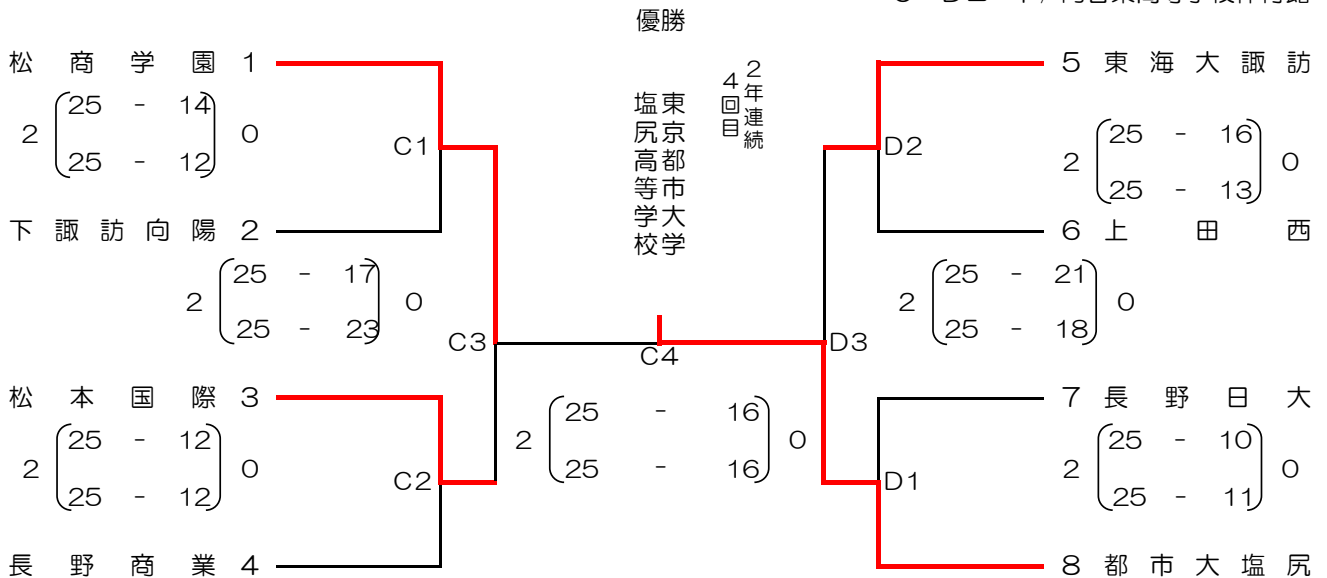 優勝
２年連続
４回目
東京都市大学
塩尻高等学校
松商学園 1
2 25 - 14 0
25 - 12
C1
下諏訪向陽 2
2 25 - 17 0
25 - 23
C3
松本国際 3
2 25 - 12 0
25 - 12
C2
長野商業 4
C4
2 25 - 16 0
25 - 16
5 東海大諏訪
2 25 - 16 0
25 - 13
D2
6 上田西
2 25 - 21 0
25 - 18
D3
7 長野日大
2 25 - 10 0
25 - 11
D1
8 都市大塩尻